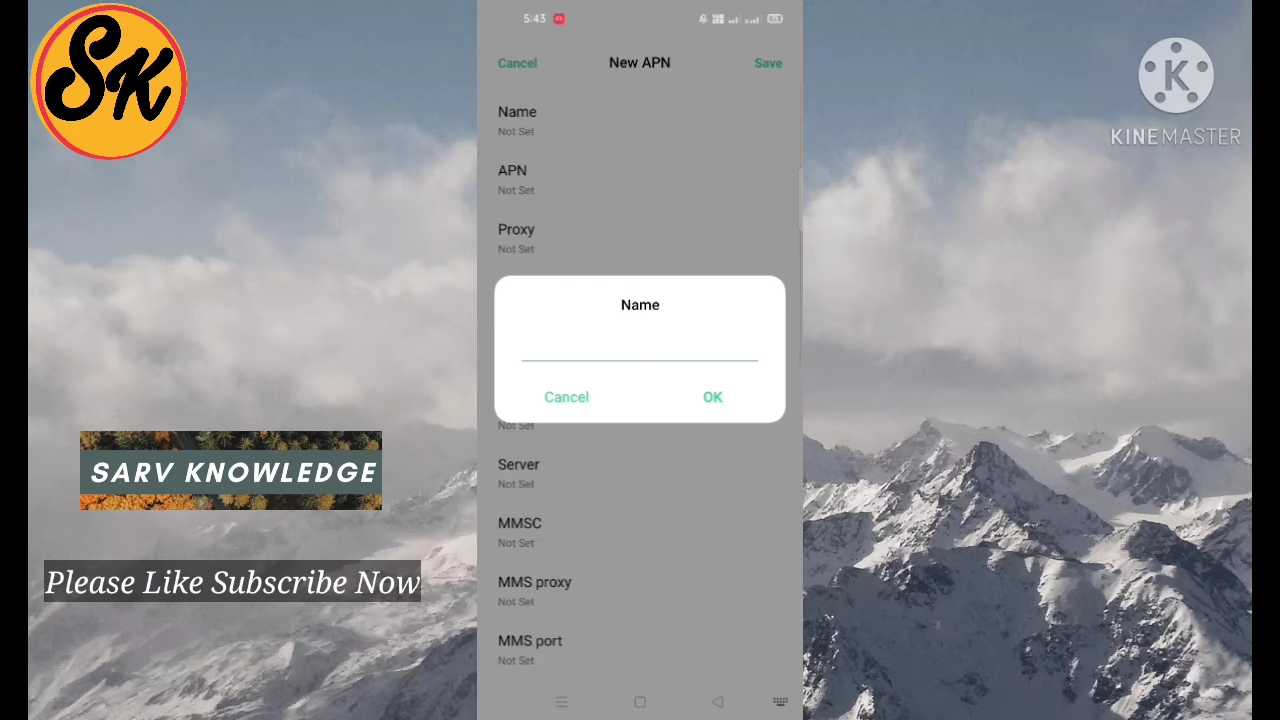 SK
5:43
Cancel New APN Save
Name
Not Set
APN
Not Set
Proxy
Not Set
Name
Cancel OK
Not Set
Server
Not Set
MMSC
Not Set
MMS proxy
Not Set
MMS port
Not Set
SARV KNOWLEDGE
Please Like Subscribe Now
K
KINEMASTER